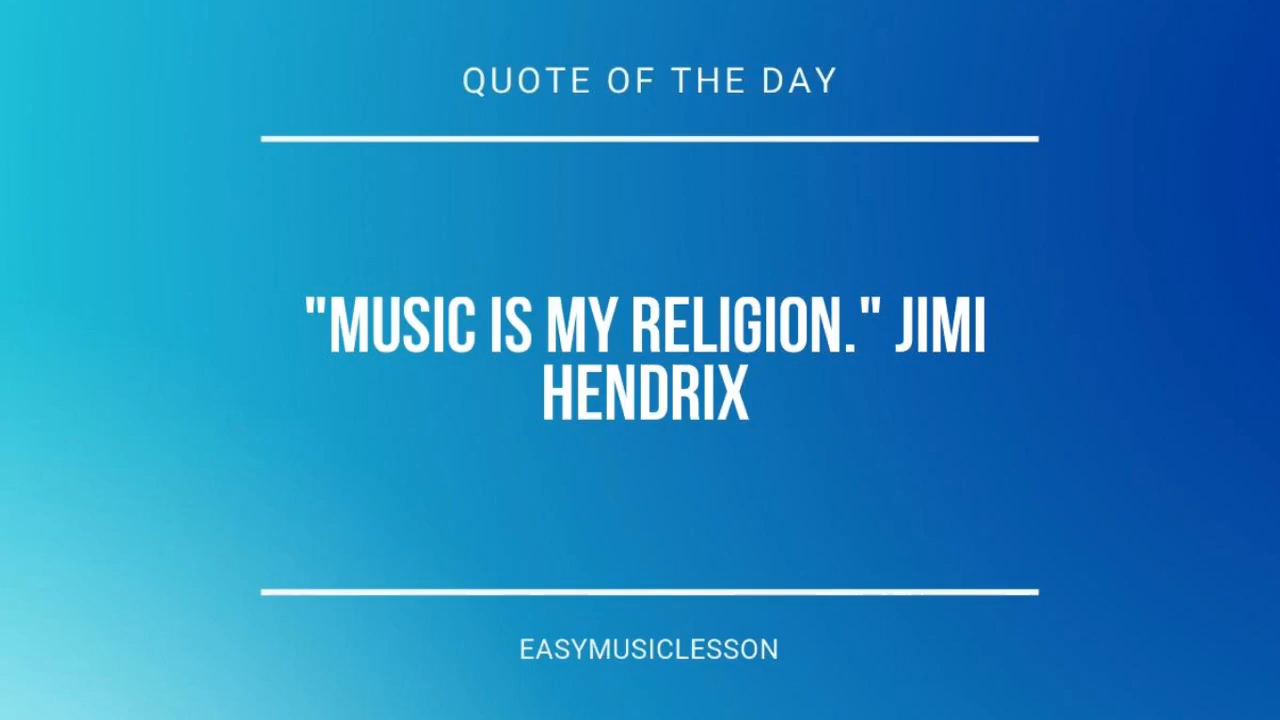 QUOTE OF THE DAY
"MUSIC IS MY RELIGION." JIMI
HENDRIX
EASYMUSICLESSON